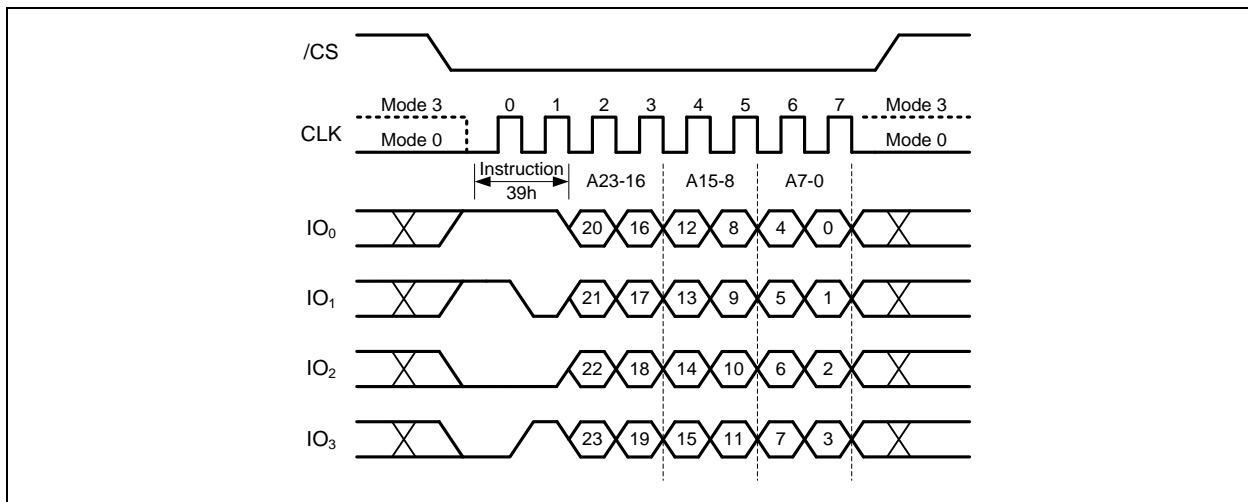 /CS
Mode 3 0 1 2 3 4 5 6 7 Mode 3
CLK
Mode 0 Mode 0
Instruction
39h
A23-16 A15-8 A7-0
IO₀ 20 16 12 8 4 0
IO₁ 21 17 13 9 5 1
IO₂ 22 18 14 10 6 2
IO₃ 23 19 15 11 7 3